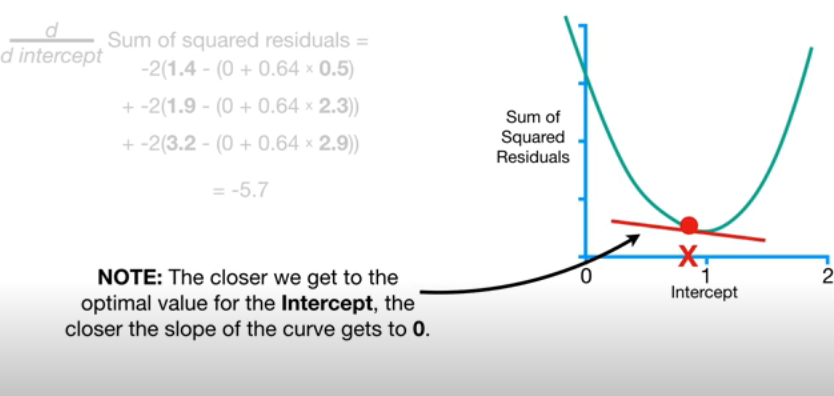 d
d intercept
Sum of squared residuals =
-2(1.4 - (0 + 0.64 × 0.5)
+ -2(1.9 - (0 + 0.64 × 2.3))
+ -2(3.2 - (0 + 0.64 × 2.9))
= -5.7
NOTE: The closer we get to the
optimal value for the Intercept, the
closer the slope of the curve gets to 0.
Sum of
Squared
Residuals
X
0 1 2
Intercept